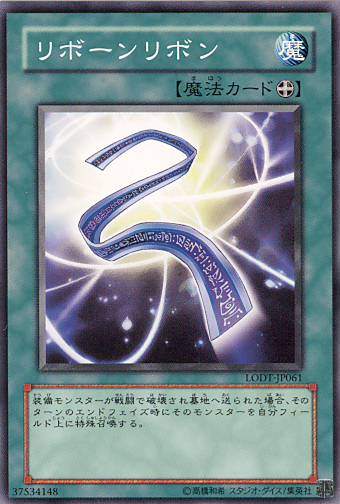 リボーンリボン
魔
【魔法カード】
LODT-JP061
装備モンスターが戦闘で破壊され墓地へ送られた場合、その
ターンのエンドフェイズ時にそのモンスターを自分フィール
ド上に特殊召喚する。
37534148
©高橋和希 スタジオ・ダイス/集英社